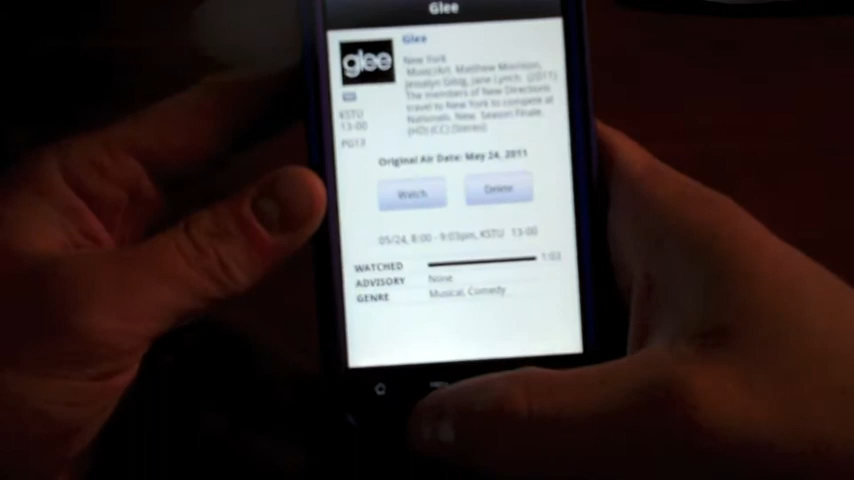 Glee
glee
Glee
New York
Music/Art, Matthew Morrison,
Jessalyn Gilsig, Jane Lynch. (2011)
The members of New Directions
travel to New York to compete at
Nationals. New. Season Finale.
(HD) (CC) (Stereo)
KSTU
13-00
PG13
Original Air Date: May 24, 2011
Watch
Delete
05/24, 8:00 - 9:03pm, KSTU 13-00
WATCHED 1:03
ADVISORY None
GENRE Musical, Comedy